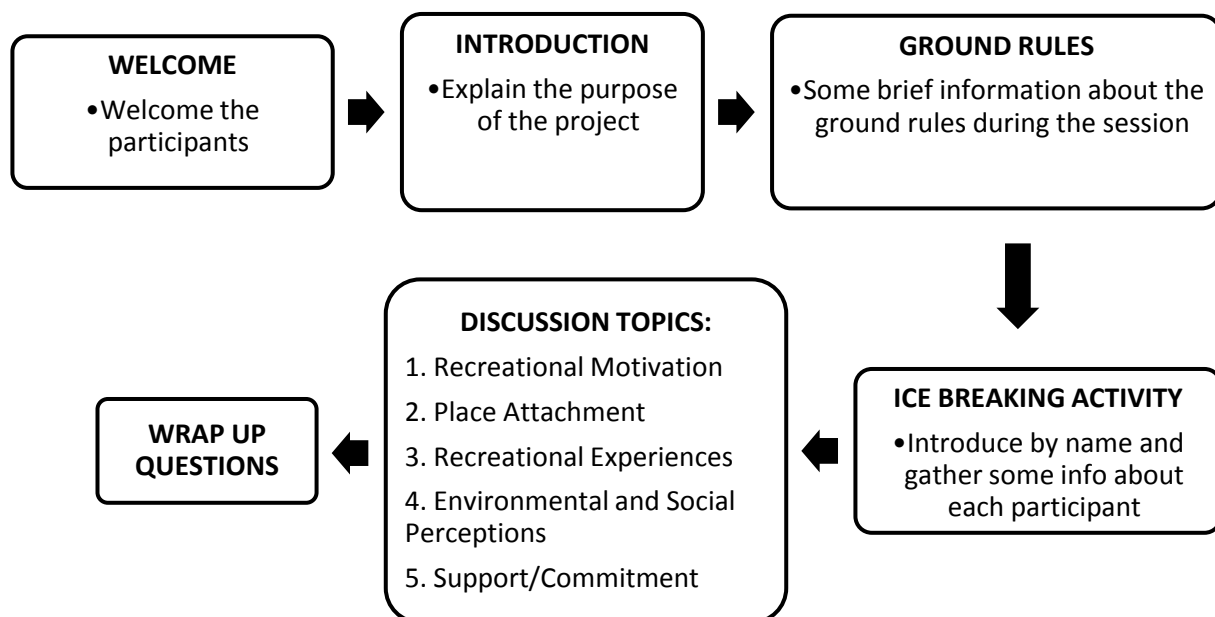 WELCOME
•Welcome the
participants
INTRODUCTION
•Explain the purpose
of the project
GROUND RULES
•Some brief information about the
ground rules during the session
ICE BREAKING ACTIVITY
•Introduce by name and
gather some info about
each participant
DISCUSSION TOPICS:
1. Recreational Motivation
2. Place Attachment
3. Recreational Experiences
4. Environmental and Social
Perceptions
5. Support/Commitment
WRAP UP
QUESTIONS